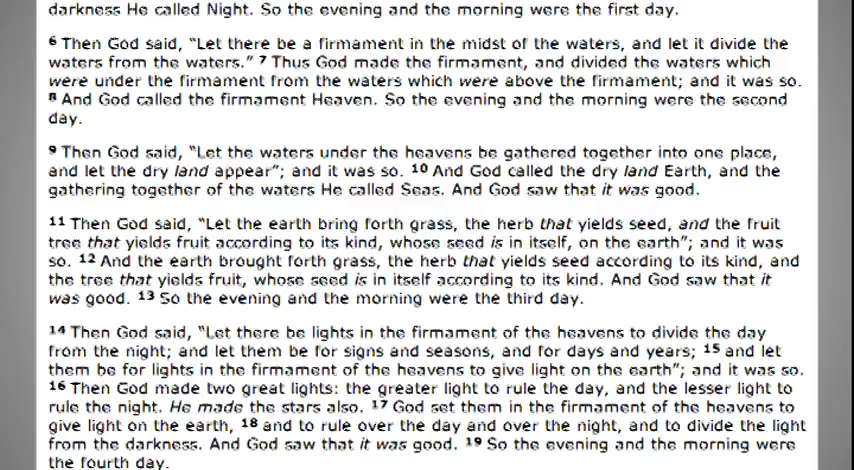 darkness He called Night. So the evening and the morning were the first day.
6 Then God said, “Let there be a firmament in the midst of the waters, and let it divide the
waters from the waters.” 7 Thus God made the firmament, and divided the waters which
were under the firmament from the waters which were above the firmament; and it was so.
8 And God called the firmament Heaven. So the evening and the morning were the second
day.
9 Then God said, “Let the waters under the heavens be gathered together into one place,
and let the dry land appear”; and it was so. 10 And God called the dry land Earth, and the
gathering together of the waters He called Seas. And God saw that it was good.
11 Then God said, “Let the earth bring forth grass, the herb that yields seed, and the fruit
tree that yields fruit according to its kind, whose seed is in itself, on the earth”; and it was
so. 12 And the earth brought forth grass, the herb that yields seed according to its kind, and
the tree that yields fruit, whose seed is in itself according to its kind. And God saw that it
was good. 13 So the evening and the morning were the third day.
14 Then God said, “Let there be lights in the firmament of the heavens to divide the day
from the night; and let them be for signs and seasons, and for days and years; 15 and let
them be for lights in the firmament of the heavens to give light on the earth”; and it was so.
16 Then God made two great lights: the greater light to rule the day, and the lesser light to
rule the night. He made the stars also. 17 God set them in the firmament of the heavens to
give light on the earth, 18 and to rule over the day and over the night, and to divide the light
from the darkness. And God saw that it was good. 19 So the evening and the morning were
the fourth day.